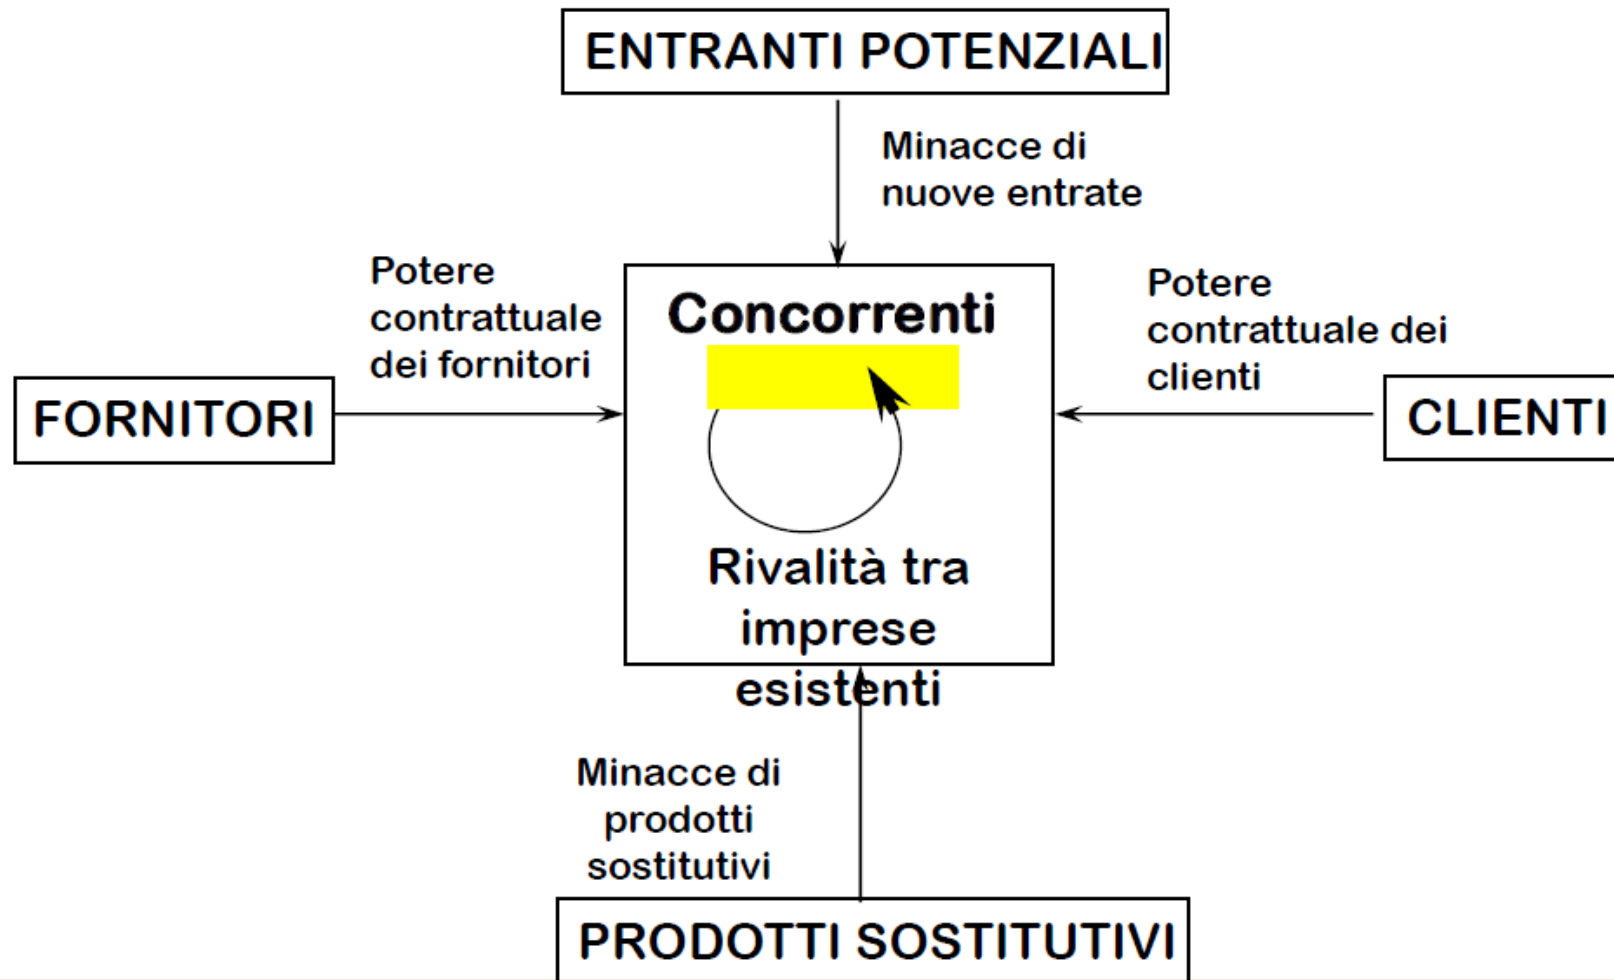 ENTRANTI POTENZIALI
Minacce di
nuove entrate
Potere
contrattuale
dei fornitori
Concorrenti
Potere
contrattuale dei
clienti
FORNITORI
CLIENTI
Rivalità tra
imprese
esistenti
Minacce di
prodotti
sostitutivi
PRODOTTI SOSTITUTIVI